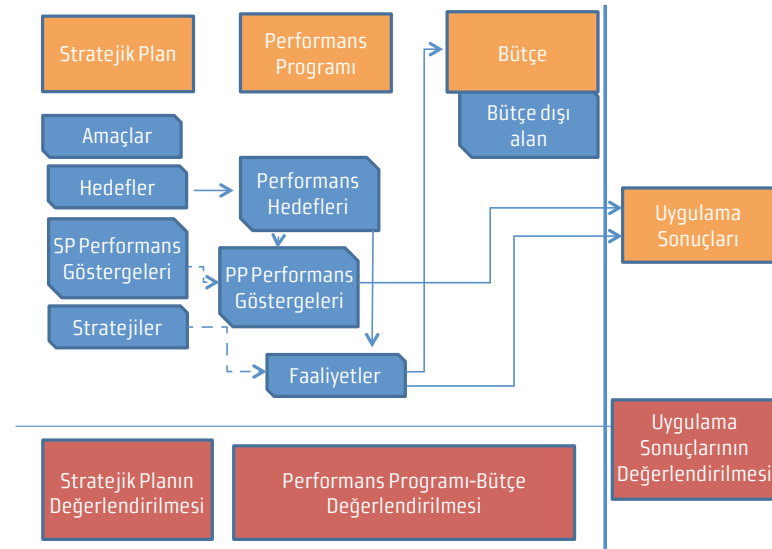 Stratejik Plan
Performans
Programı
Bütçe
Bütçe dışı
alan
Amaçlar
Hedefler
Performans
Hedefleri
SP Performans
Göstergeleri
PP Performans
Göstergeleri
Stratejiler
Faaliyetler
Uygulama
Sonuçları
Stratejik Planın
Değerlendirilmesi
Performans Programı-Bütçe
Değerlendirilmesi
Uygulama
Sonuçlarının
Değerlendirilmesi